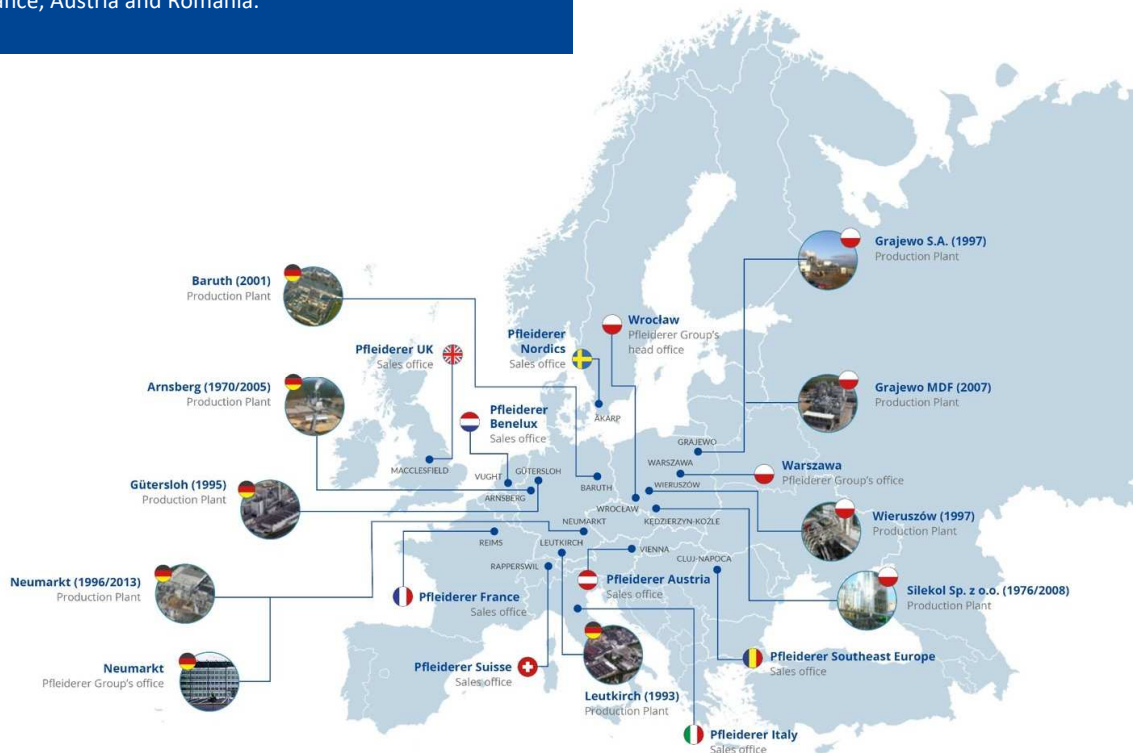 ance, Austria and Romania.
Grajewo S.A. (1997)
Production Plant
Baruth (2001)
Production Plant
Wrocław
Pfleiderer Group's
head office
Pfleiderer
Nordics
Sales office
Pfleiderer UK
Sales office
Arnsberg (1970/2005)
Production Plant
Grajewo MDF (2007)
Production Plant
Pfleiderer
Benelux
Sales office
ÅKARP
GRAJEWO
MACCLESFIELD
VUGHT
GÜTERSLOH
WARSZAWA
Warszawa
Pfleiderer Group's office
Gütersloh (1995)
Production Plant
ARNSBERG
BARUTH
WIERUSZÓW
WROCŁAW
KĘDZIERZYN-KOŹLE
Wieruszów (1997)
Production Plant
NEUMARKT
REIMS
LEUTKIRCH
VIENNA
CLUJ-NAPOCA
RAPPERSWIL
Neumarkt (1996/2013)
Production Plant
Pfleiderer France
Sales office
Pfleiderer Austria
Sales office
Silekol Sp. z o.o. (1976/2008)
Production Plant
Neumarkt
Pfleiderer Group's office
Pfleiderer Suisse
Sales office
Pfleiderer Southeast Europe
Sales office
Leutkirch (1993)
Production Plant
Pfleiderer Italy
Sales office